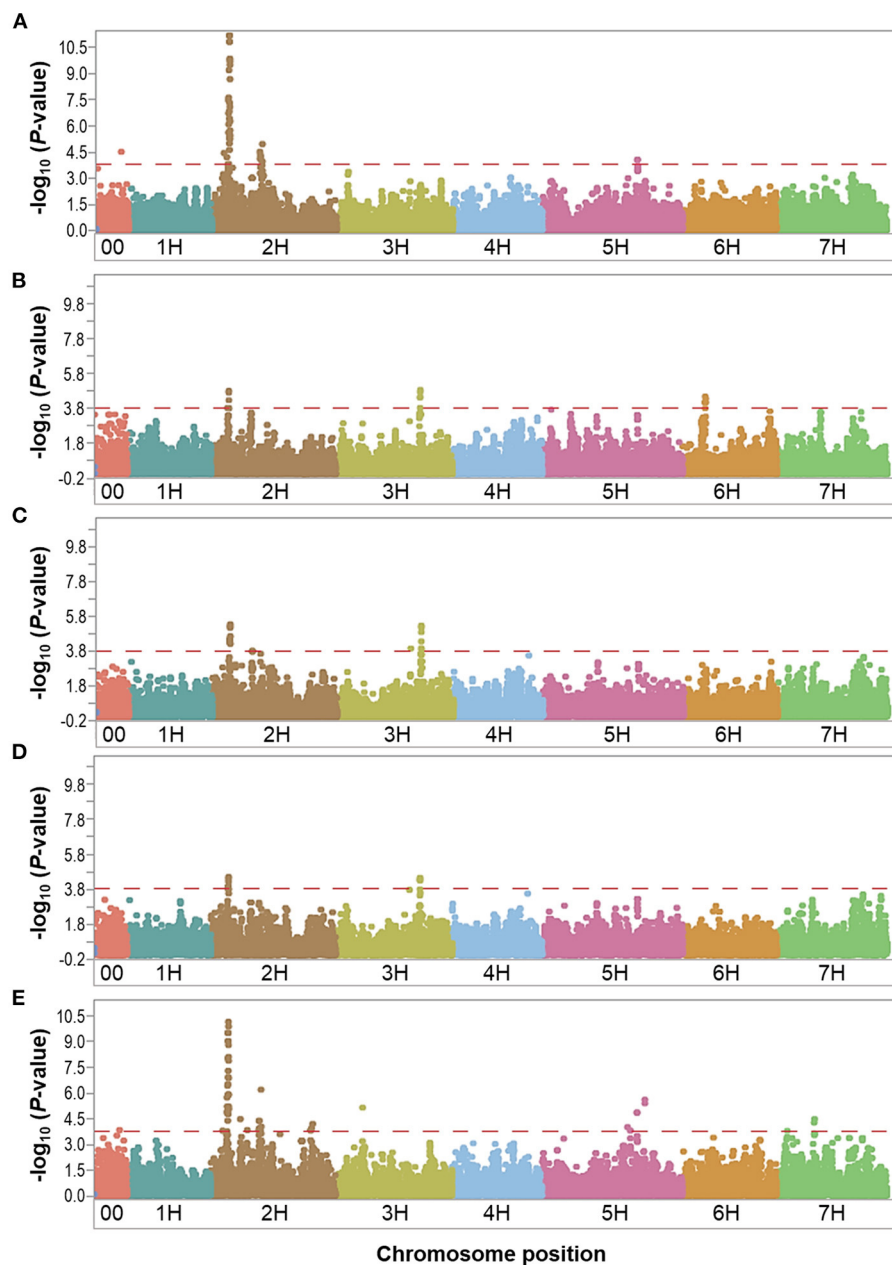 A
-log10 (P-value)
10.5
9.0
7.5
6.0
4.5
3.0
1.5
0.0
00 1H 2H 3H 4H 5H 6H 7H
B
-log10 (P-value)
9.8
7.8
5.8
3.8
1.8
-0.2
00 1H 2H 3H 4H 5H 6H 7H
C
-log10 (P-value)
9.8
7.8
5.8
3.8
1.8
-0.2
00 1H 2H 3H 4H 5H 6H 7H
D
-log10 (P-value)
9.8
7.8
5.8
3.8
1.8
-0.2
00 1H 2H 3H 4H 5H 6H 7H
E
-log10 (P-value)
10.5
9.0
7.5
6.0
4.5
3.0
1.5
0.0
00 1H 2H 3H 4H 5H 6H 7H
Chromosome position